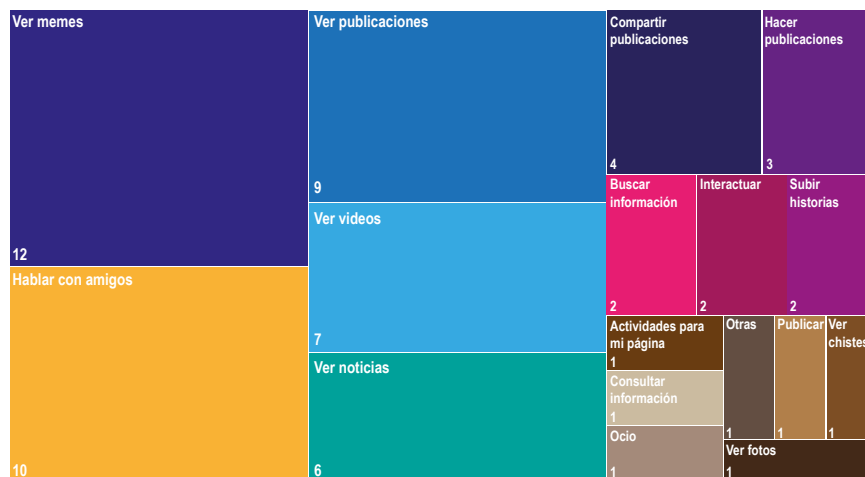 Ver memes
12
Hablar con amigos
10
Ver publicaciones
9
Ver videos
7
Ver noticias
6
Compartir
publicaciones
4
Hacer
publicaciones
3
Buscar
información
2
Interactuar
2
Subir
historias
2
Actividades para
mi página
1
Consultar
información
1
Ocio
1
Otras
1
Publicar
1
Ver
chistes
1
Ver fotos
1